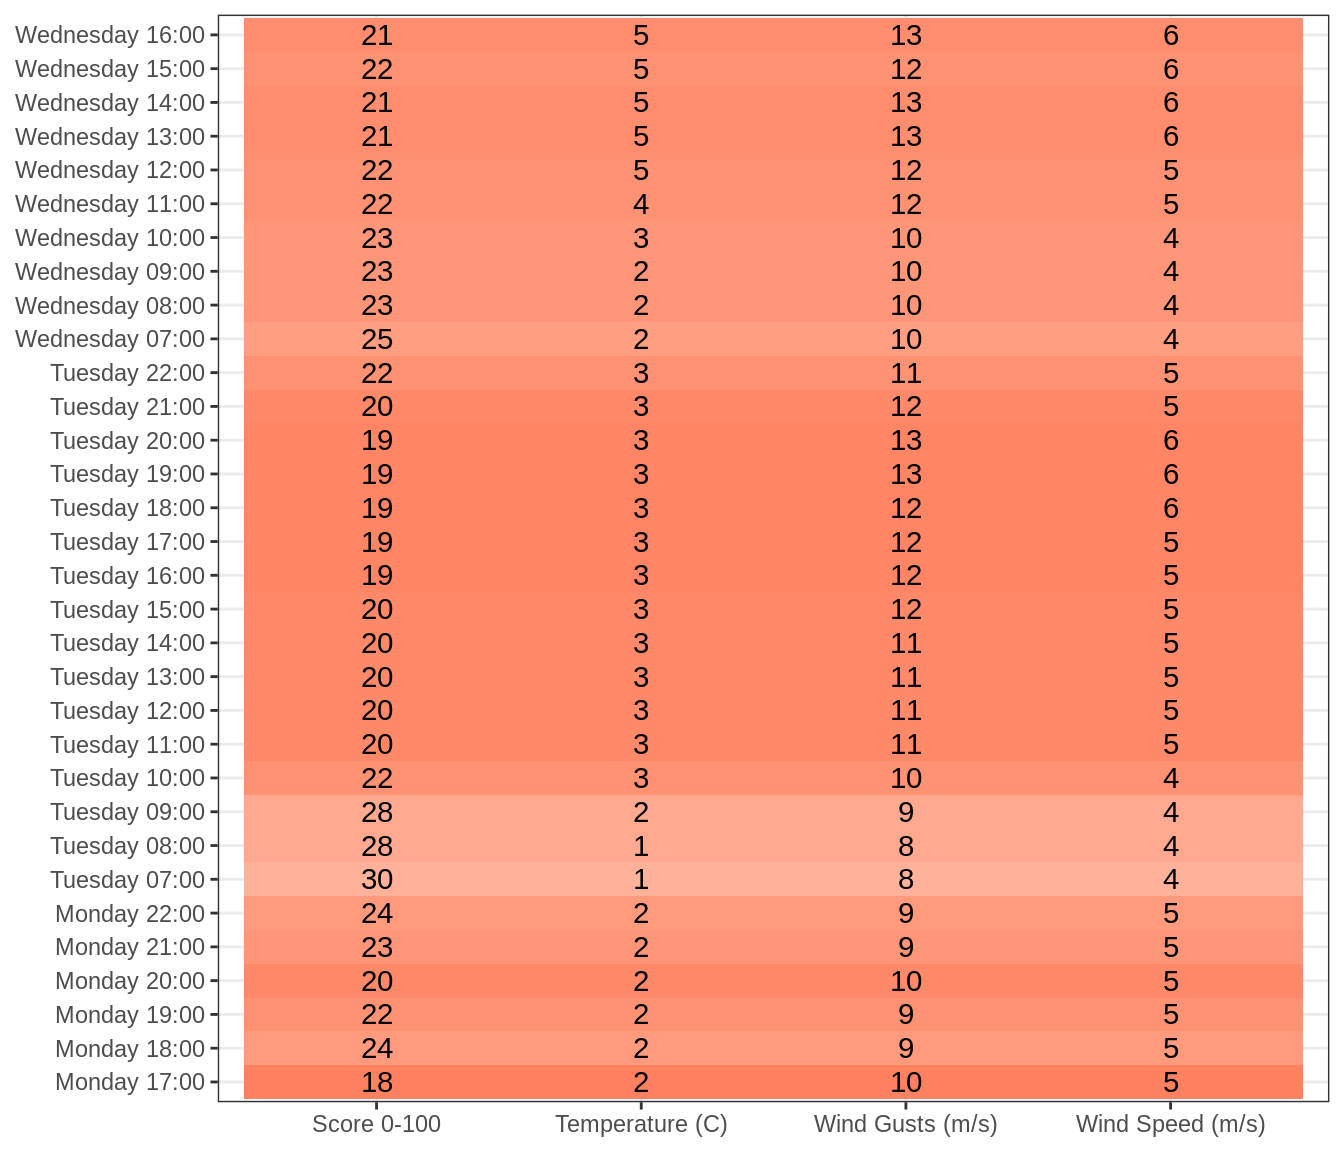 Wednesday 16:00 21 5 13 6
Wednesday 15:00 22 5 12 6
Wednesday 14:00 21 5 13 6
Wednesday 13:00 21 5 13 6
Wednesday 12:00 22 5 12 5
Wednesday 11:00 22 4 12 5
Wednesday 10:00 23 3 10 4
Wednesday 09:00 23 2 10 4
Wednesday 08:00 23 2 10 4
Wednesday 07:00 25 2 10 4
Tuesday 22:00 22 3 11 5
Tuesday 21:00 20 3 12 5
Tuesday 20:00 19 3 13 6
Tuesday 19:00 19 3 13 6
Tuesday 18:00 19 3 12 6
Tuesday 17:00 19 3 12 5
Tuesday 16:00 19 3 12 5
Tuesday 15:00 20 3 12 5
Tuesday 14:00 20 3 11 5
Tuesday 13:00 20 3 11 5
Tuesday 12:00 20 3 11 5
Tuesday 11:00 20 3 11 5
Tuesday 10:00 22 3 10 4
Tuesday 09:00 28 2 9 4
Tuesday 08:00 28 1 8 4
Tuesday 07:00 30 1 8 4
Monday 22:00 24 2 9 5
Monday 21:00 23 2 9 5
Monday 20:00 20 2 10 5
Monday 19:00 22 2 9 5
Monday 18:00 24 2 9 5
Monday 17:00 18 2 10 5
Score 0-100 Temperature (C) Wind Gusts (m/s) Wind Speed (m/s)